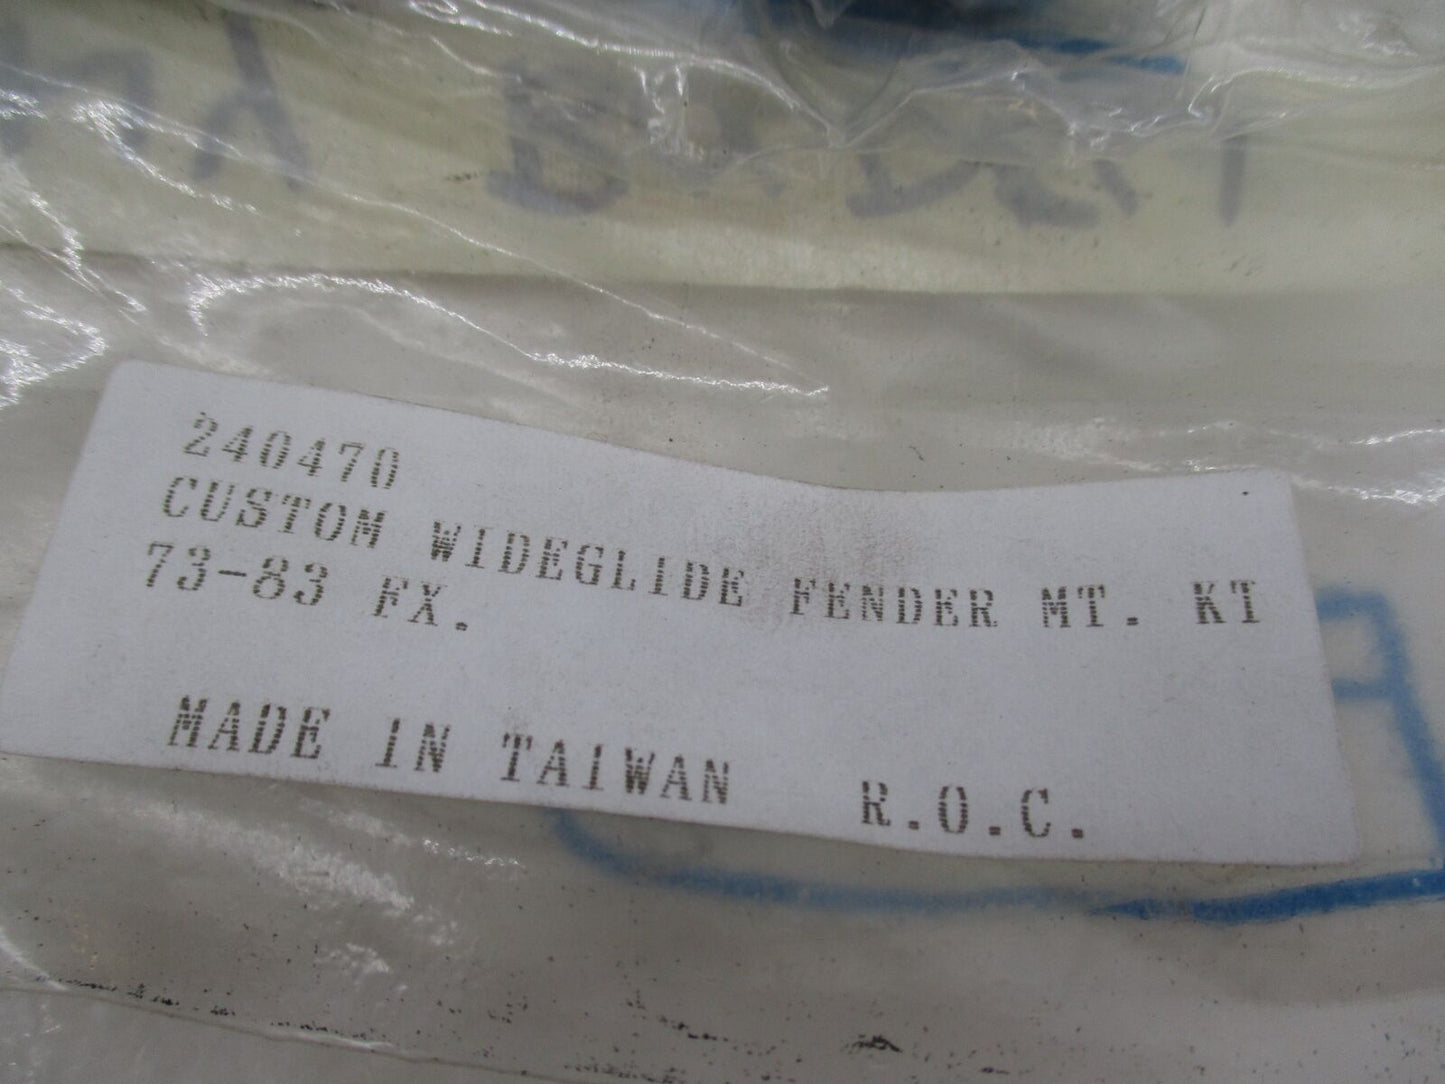 240470
CUSTOM WIDEGLIDE FENDER MT. KT
73-83 FX.
MADE IN TAIWAN R.O.C.